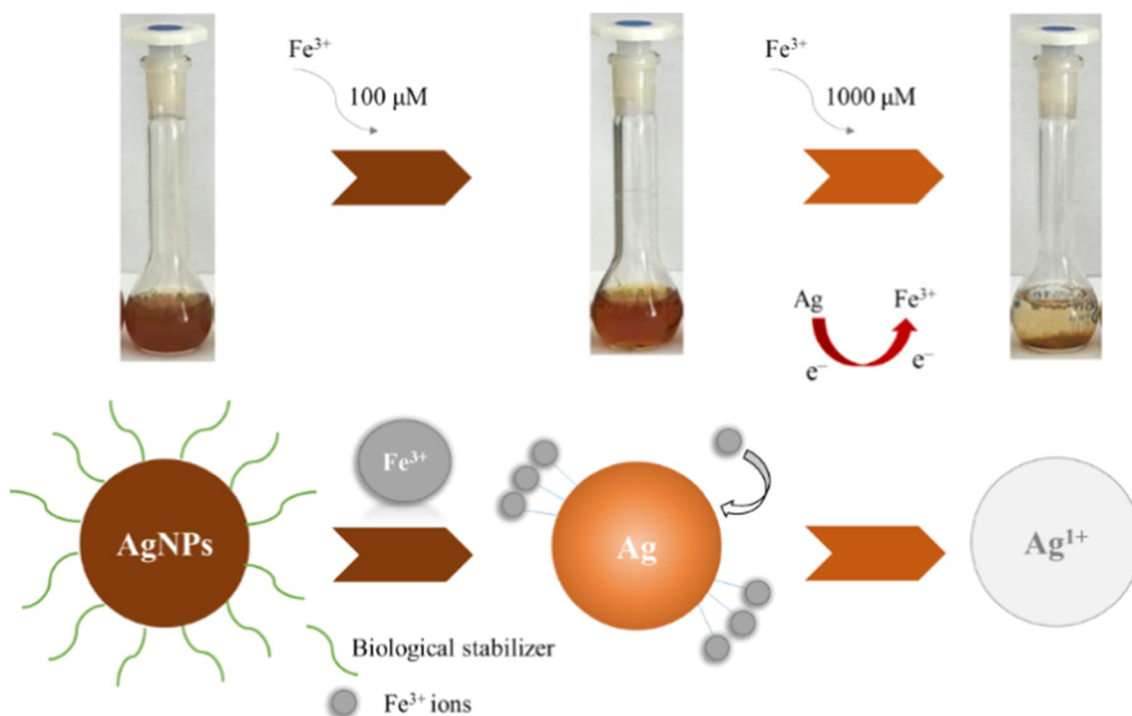 Fe³⁺
100 µM
Fe³⁺
1000 µM
Ag
Fe³⁺
e⁻
e⁻
Fe³⁺
AgNPs
Ag
Ag¹⁺
Biological stabilizer
Fe³⁺ ions